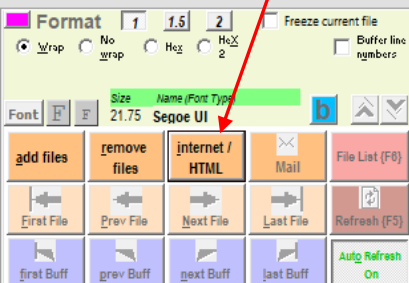 Format 1 1.5 2 Freeze current file
Wrap No wrap Hex HeX 2 Buffer line numbers
Size Name (Font Type)
Font F F 21.75 Segoe UI b
add files remove files internet / HTML Mail File List {F6}
First File Prev File Next File Last File Refresh {F5}
first Buff prev Buff next Buff last Buff Auto Refresh On